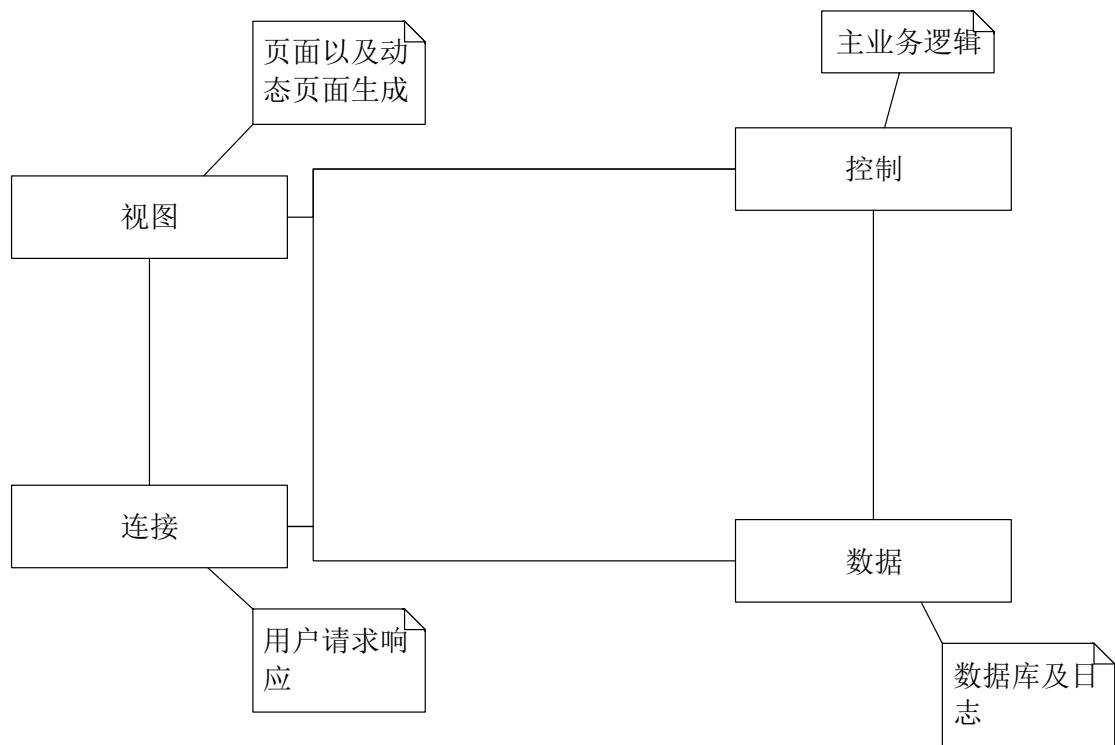 页面以及动
态页面生成
主业务逻辑
视图
控制
连接
数据
用户请求响
应
数据库及日
志